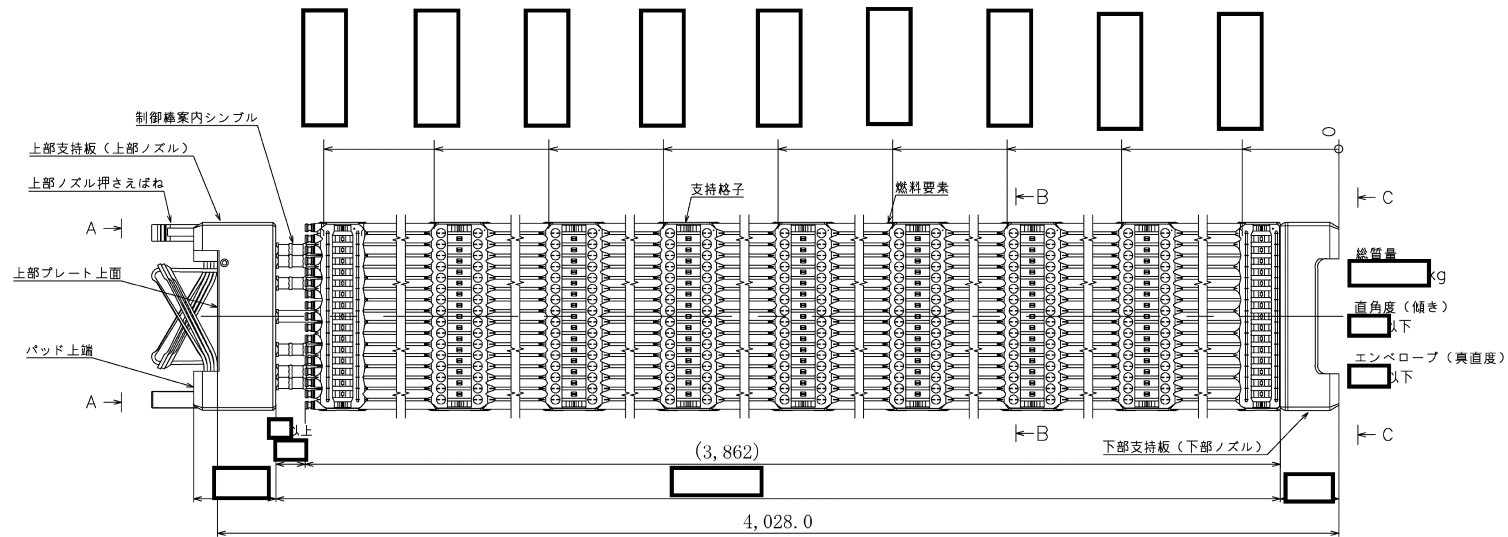 制御棒案内シンブル
上部支持板（上部ノズル）
上部ノズル押さえばね
支持格子
燃料要素
O
B
C
A
上部プレート上面
総質量
kg
直角度（傾き）
以下
パッド上端
エンベロープ（真直度）
以下
A
以上
B
C
下部支持板（下部ノズル）
(3,862)
4,028.0